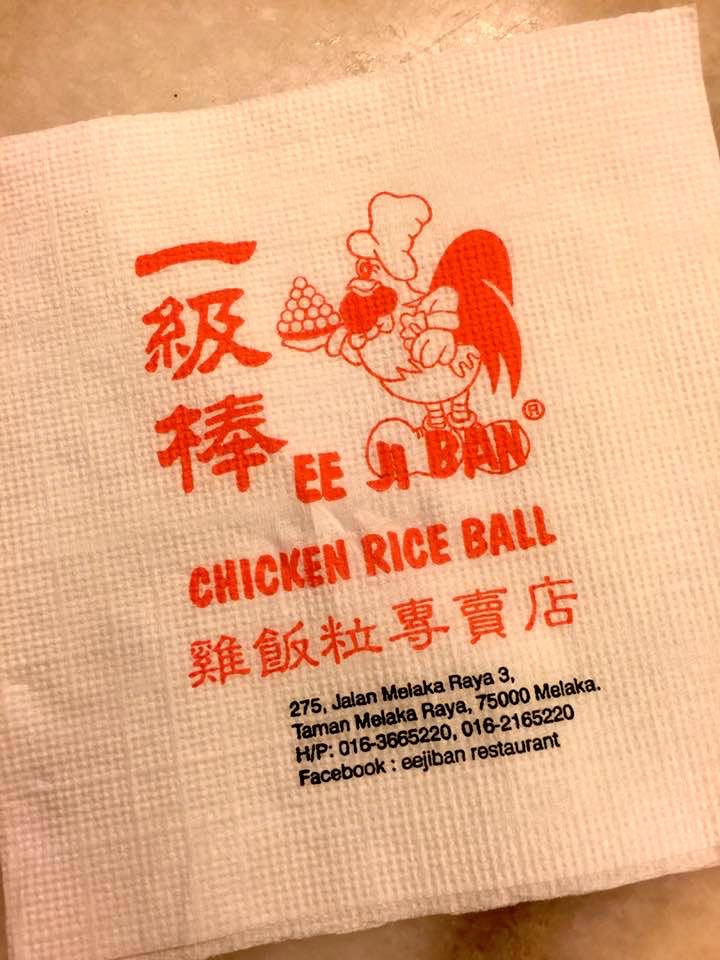 一級棒
EE JI BAN®
CHICKEN RICE BALL
雞飯粒專賣店
275, Jalan Melaka Raya 3,
Taman Melaka Raya, 75000 Melaka.
H/P: 016-3665220, 016-2165220
Facebook : eejiban restaurant